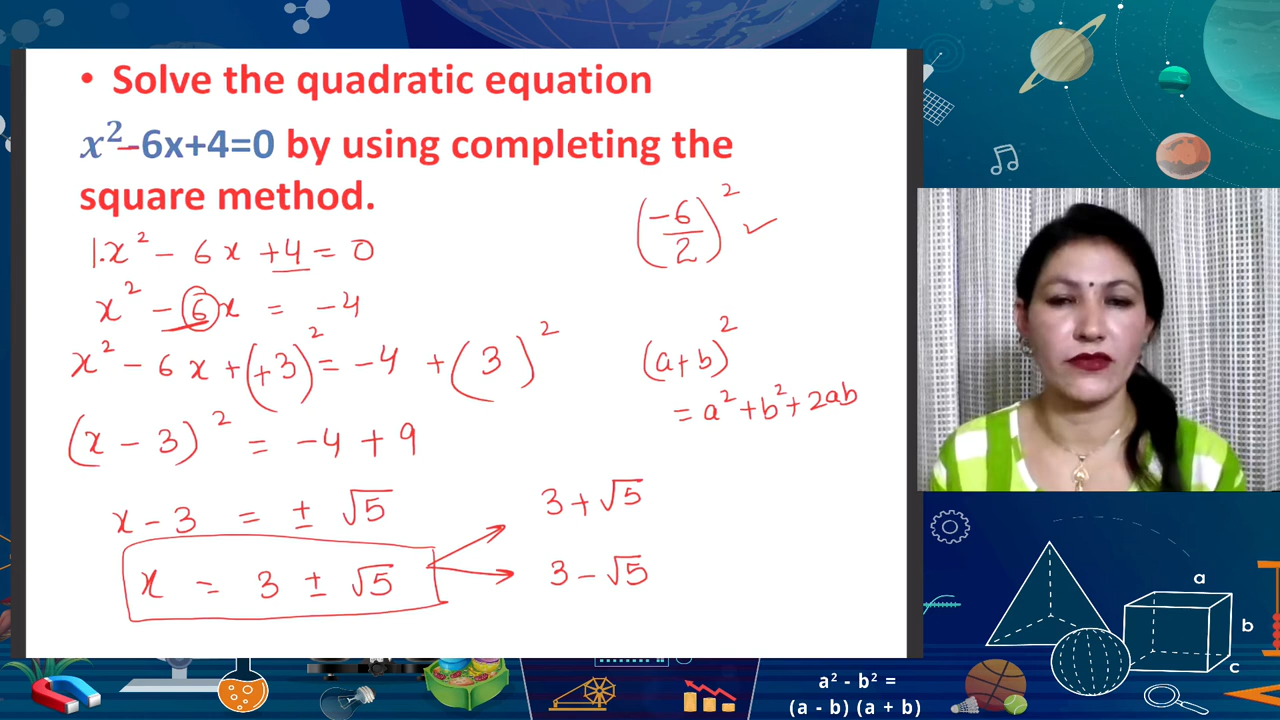 • Solve the quadratic equation
x²-6x+4=0 by using completing the
square method.
1.x² - 6x +4 = 0
x² - 6x = -4
x² - 6x + (+3)² = -4 + (3)²
(x - 3)² = -4 + 9
x - 3 = ± √5
x = 3 ± √5
(-6/2)² ✓
(a+b)²
= a² + b² + 2ab
3 + √5
3 - √5
a
b
c
a² - b² =
(a - b) (a + b)